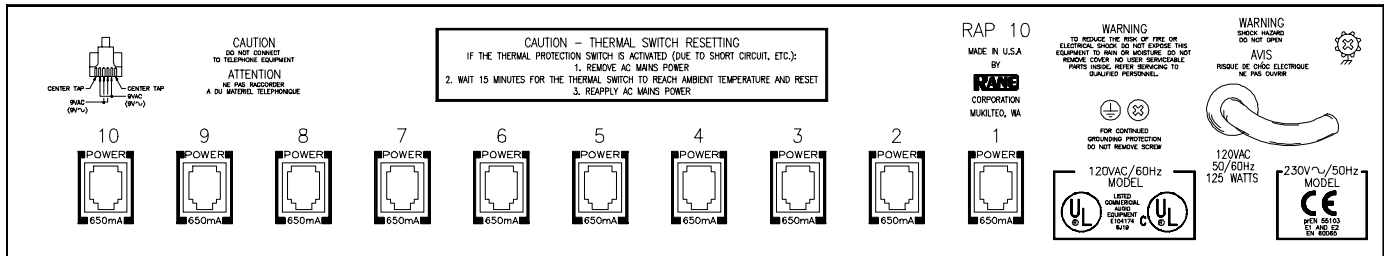 CAUTION
DO NOT CONNECT
TO TELEPHONE EQUIPMENT
ATTENTION
NE PAS RACCORDER
A DU MATERIEL TELEPHONIQUE
CENTER TAP
CENTER TAP
9VAC
(9V∿)
9VAC
(9V∿)
CAUTION - THERMAL SWITCH RESETTING
IF THE THERMAL PROTECTION SWITCH IS ACTIVATED (DUE TO SHORT CIRCUIT, ETC.):
1. REMOVE AC MAINS POWER
2. WAIT 15 MINUTES FOR THE THERMAL SWITCH TO REACH AMBIENT TEMPERATURE AND RESET
3. REAPPLY AC MAINS POWER
RAP 10
MADE IN U.S.A
BY
RANE
CORPORATION
MUKILTEO, WA
WARNING
TO REDUCE THE RISK OF FIRE OR
ELECTRICAL SHOCK DO NOT EXPOSE THIS
EQUIPMENT TO RAIN OR MOISTURE. DO NOT
REMOVE COVER. NO USER SERVICEABLE
PARTS INSIDE. REFER SERVICING TO
QUALIFIED PERSONNEL.
WARNING
SHOCK HAZARD
DO NOT OPEN
AVIS
RISQUE DE CHOC ELECTRIQUE
NE PAS OUVRIR
FOR CONTINUED
GROUNDING PROTECTION
DO NOT REMOVE SCREW
10 9 8 7 6 5 4 3 2 1
POWER POWER POWER POWER POWER POWER POWER POWER POWER POWER
650mA 650mA 650mA 650mA 650mA 650mA 650mA 650mA 650mA 650mA
120VAC/60Hz
MODEL
UL
LISTED
COMMERCIAL
AUDIO
EQUIPMENT
E104174
6J19
C UL
120VAC
50/60Hz
125 WATTS
230V∿/50Hz
MODEL
CE
prEN 55103
E1 AND E2
EN 60065